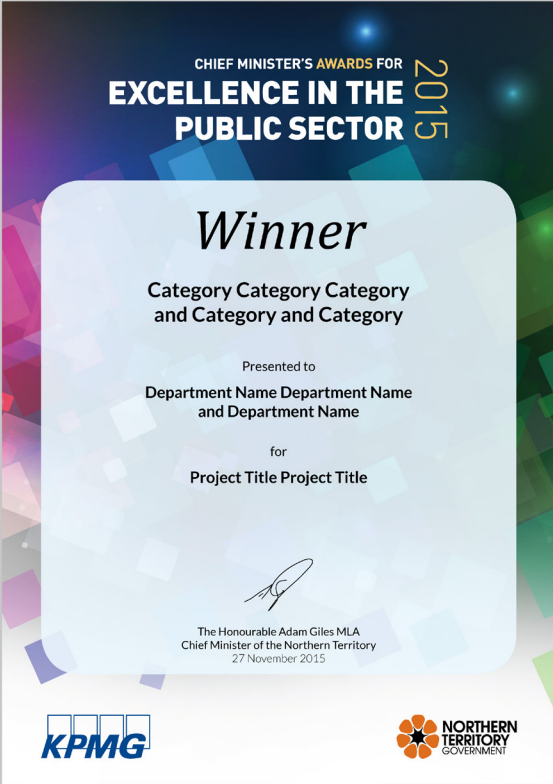 CHIEF MINISTER'S AWARDS FOR
EXCELLENCE IN THE
PUBLIC SECTOR
2015
Winner
Category Category Category
and Category and Category
Presented to
Department Name Department Name
and Department Name
for
Project Title Project Title
The Honourable Adam Giles MLA
Chief Minister of the Northern Territory
27 November 2015
KPMG
NORTHERN
TERRITORY
GOVERNMENT